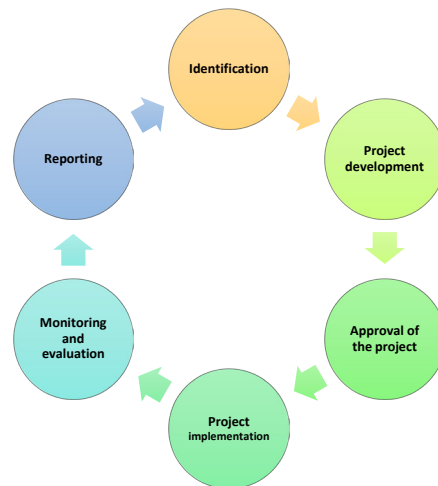 Identification
Project
development
Approval of
the project
Project
implementation
Monitoring
and
evaluation
Reporting